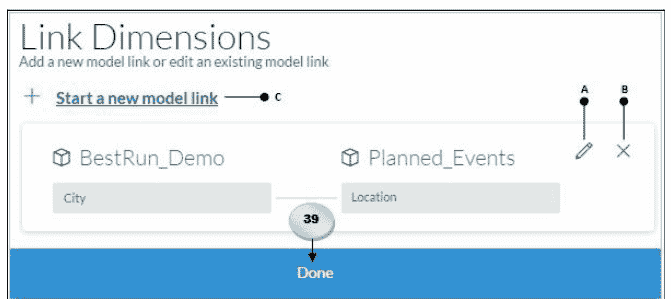 Link Dimensions
Add a new model link or edit an existing model link
Start a new model link
C
A
B
BestRun_Demo
Planned_Events
City
Location
39
Done